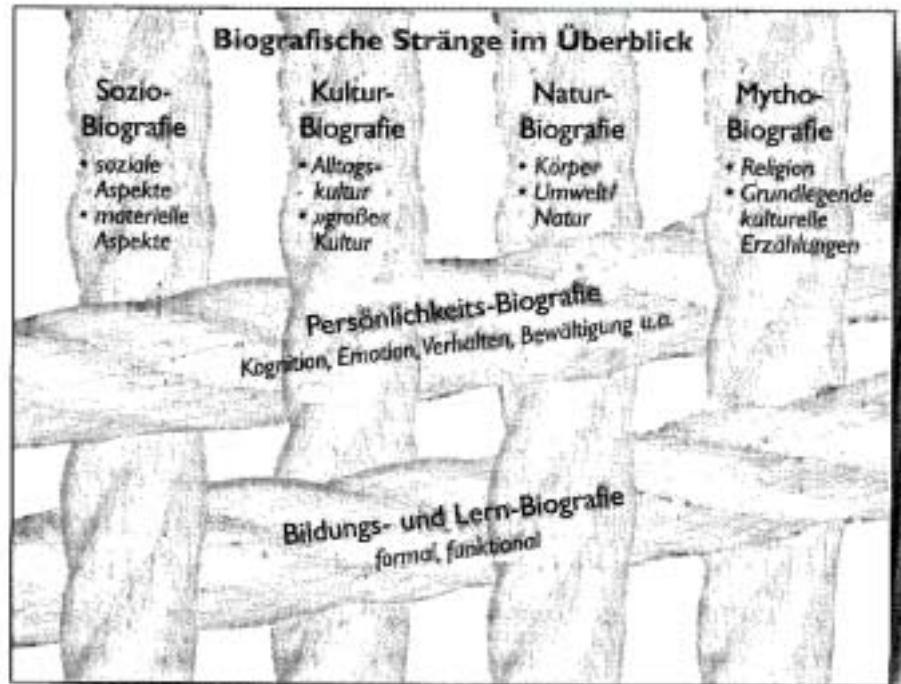 Biografische Stränge im Überblick
Sozio-
Biografie
• soziale
Aspekte
• materielle
Aspekte
Kultur-
Biografie
• Alltags-
kultur
• »große«
Kultur
Natur-
Biografie
• Körper
• Umwelt/
Natur
Mytho-
Biografie
• Religion
• Grundlegende
kulturelle
Erzählungen
Persönlichkeits-Biografie
Kognition, Emotion, Verhalten, Bewältigung u.a.
Bildungs- und Lern-Biografie
formal, funktional